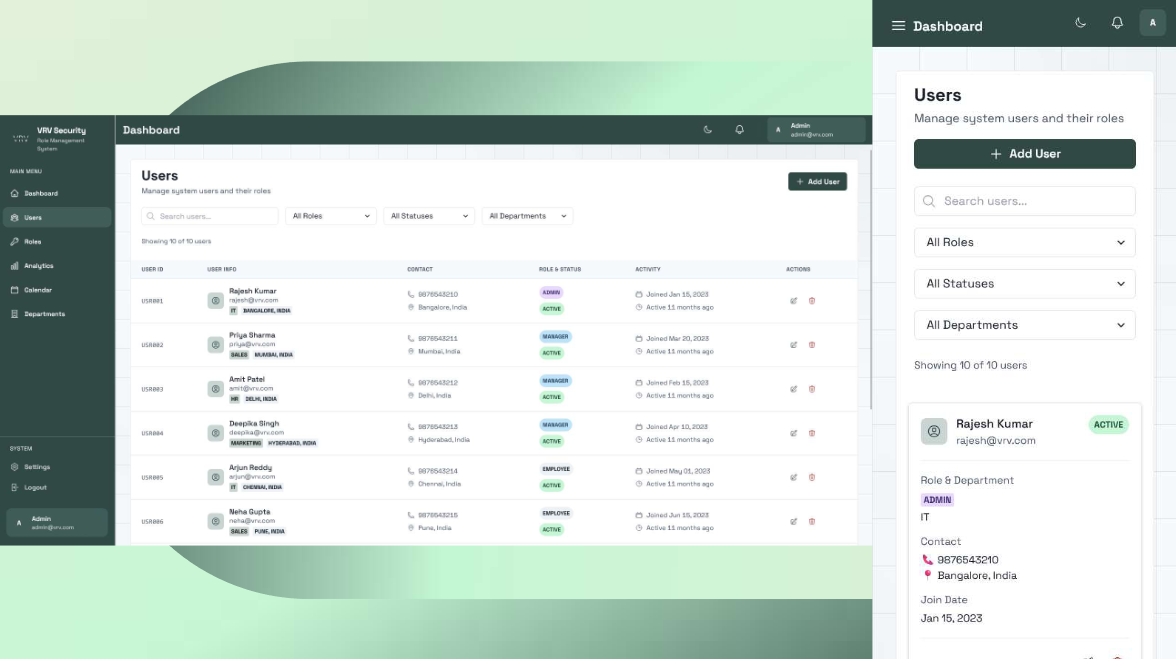 VRV
VRV Security
Role Management
System
MAIN MENU
Dashboard
Users
Roles
Analytics
Calendar
Departments
SYSTEM
Settings
Logout
A
Admin
admin@vrv.com
Dashboard
A
Admin
admin@vrv.com
Users
Manage system users and their roles
+ Add User
Search users...
All Roles
All Statuses
All Departments
Showing 10 of 10 users
USER ID USER INFO CONTACT ROLE & STATUS ACTIVITY ACTIONS
Rajesh Kumar
USR001 rajesh@vrv.com 9876543210 ADMIN Joined Jan 15, 2023
IT BANGALORE, INDIA Bangalore, India ACTIVE Active 11 months ago
Priya Sharma
USR002 priya@vrv.com 9876543211 MANAGER Joined Mar 20, 2023
SALES MUMBAI, INDIA Mumbai, India ACTIVE Active 11 months ago
Amit Patel
USR003 amit@vrv.com 9876543212 MANAGER Joined Feb 15, 2023
HR DELHI, INDIA Delhi, India ACTIVE Active 11 months ago
Deepika Singh
USR004 deepika@vrv.com 9876543213 MANAGER Joined Apr 10, 2023
MARKETING HYDERABAD, INDIA Hyderabad, India ACTIVE Active 11 months ago
Arjun Reddy
USR005 arjun@vrv.com 9876543214 EMPLOYEE Joined May 01, 2023
IT CHENNAI, INDIA Chennai, India ACTIVE Active 11 months ago
Neha Gupta
USR006 neha@vrv.com 9876543215 EMPLOYEE Joined Jun 15, 2023
SALES PUNE, INDIA Pune, India ACTIVE Active 11 months ago
Dashboard
A
Users
Manage system users and their roles
+ Add User
Search users...
All Roles
All Statuses
All Departments
Showing 10 of 10 users
Rajesh Kumar ACTIVE
rajesh@vrv.com
Role & Department
ADMIN
IT
Contact
9876543210
Bangalore, India
Join Date
Jan 15, 2023